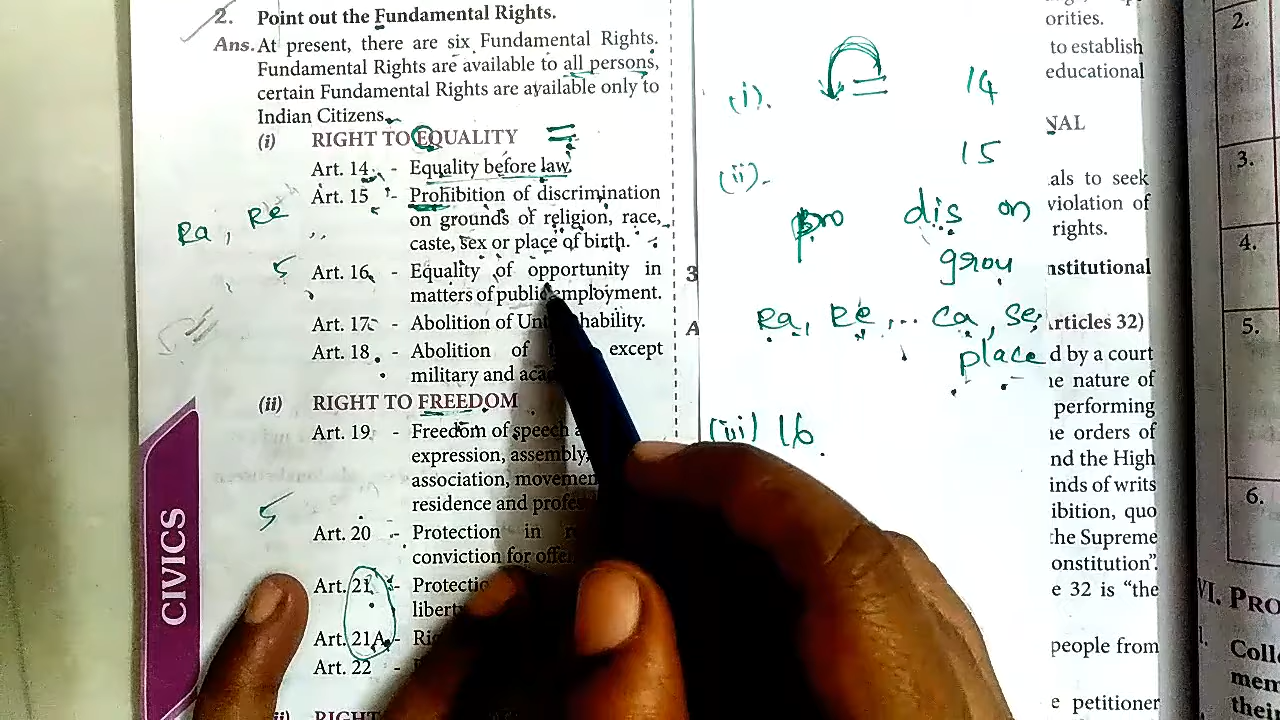 2. Point out the Fundamental Rights.
Ans. At present, there are six Fundamental Rights.
Fundamental Rights are available to all persons,
certain Fundamental Rights are available only to
Indian Citizens.
(i) RIGHT TO EQUALITY =
Art. 14 - Equality before law.
Art. 15 - Prohibition of discrimination
on grounds of religion, race,
caste, sex or place of birth.
Ra, Re
5 Art. 16 - Equality of opportunity in
matters of public employment.
Art. 17 - Abolition of
Art. 18 - Abolition of except
military and
(ii) RIGHT TO FREEDOM
Art. 19 - Freedom of speech
expression, assembly,
association,
residence and
5
Art. 20 - Protection in
conviction for
Art. 21 -
Art. 21A -
Art. 22
CIVICS
(i). = 14
(ii). 15
pro dis on
grou
Ra, Re, ... ca, se,
place
(iii) 16
3
A
orities.
to establish
educational
NAL
als to seek
violation of
rights.
nstitutional
rticles 32)
d by a court
he nature of
performing
he orders of
nd the High
inds of writs
ibition, quo
the Supreme
onstitution".
e 32 is "the
people from
e petitioner
2.
3.
4.
5.
6.
VI. PRO
Coll
mem
thei